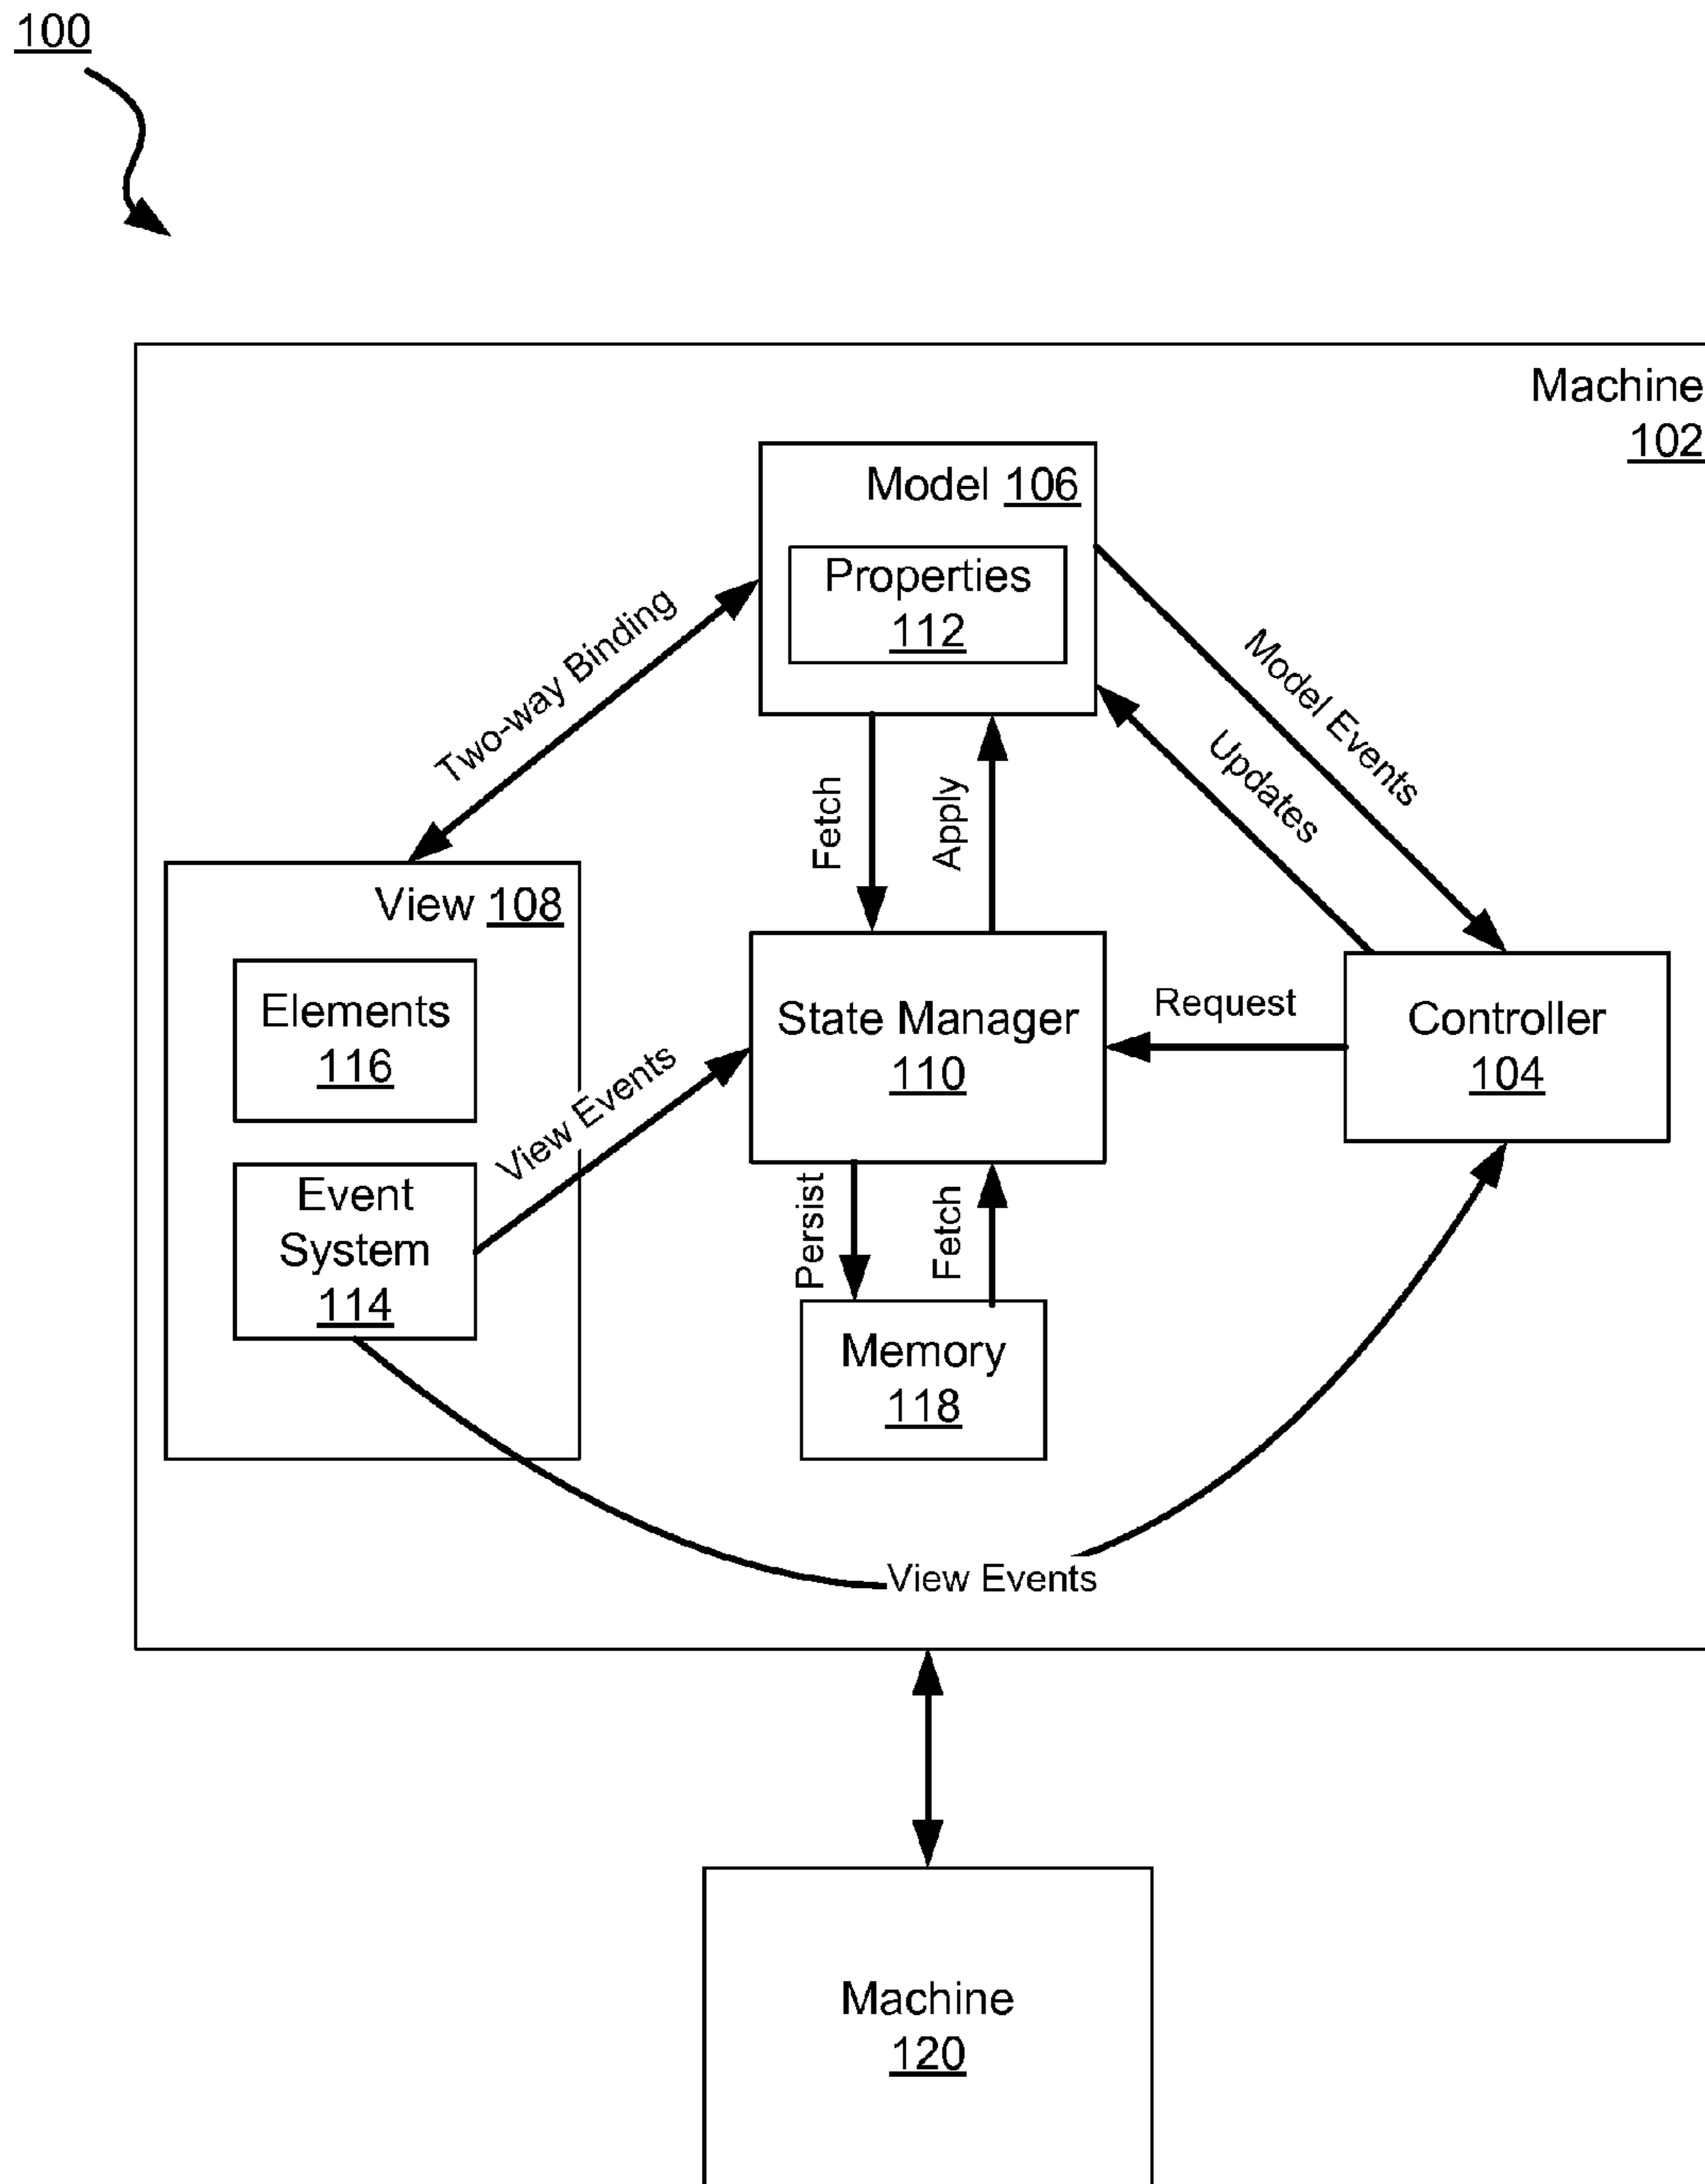 100
Machine
102
Model 106
Properties
112
Two-way Binding
Model Events
Updates
Fetch
Apply
View 108
Elements
116
State Manager
110
Request
Controller
104
View Events
Event
System
114
Persist
Fetch
Memory
118
View Events
Machine
120